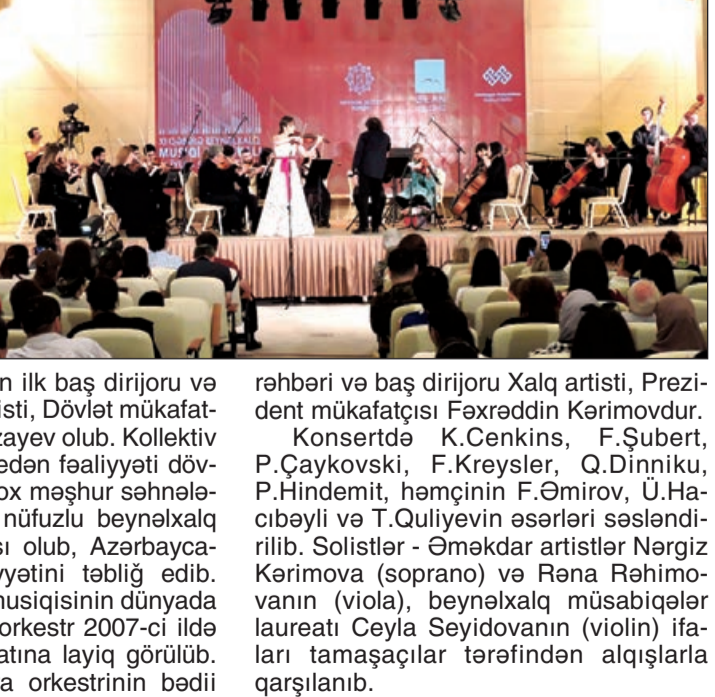 XI QƏBƏLƏ BEYNƏLXALQ
MUSIQI
n ilk baş dirijoru və
isti, Dövlət mükafat-
zayev olub. Kollektiv
edən fəaliyyəti döv-
ox məşhur səhnələ-
nüfuzlu beynəlxalq
sı olub, Azərbayca-
yyətini təbliğ edib.
musiqisinin dünyada
orkestr 2007-ci ildə
atına layiq görülüb.
a orkestrinin bədii
rəhbəri və baş dirijoru Xalq artisti, Prezi-
dent mükafatçısı Fəxrəddin Kərimovdur.
Konsertdə K.Cenkins, F.Şubert,
P.Çaykovski, F.Kreysler, Q.Dinniku,
P.Hindemit, həmçinin F.Əmirov, Ü.Ha-
cıbəyli və T.Quliyevin əsərləri səsləndi-
rilib. Solistlər - Əməkdar artistlər Nərgiz
Kərimova (soprano) və Rəna Rəhimo-
vanın (viola), beynəlxalq müsabiqələr
laureatı Ceyla Seyidovanın (violin) ifa-
ları tamaşaçılar tərəfindən alqışlarla
qarşılanıb.